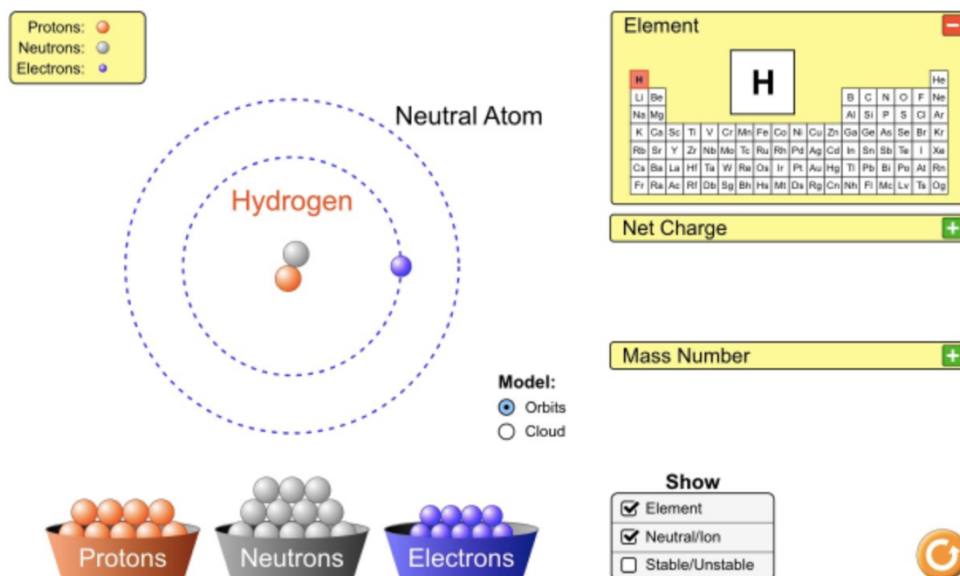 Protons:
Neutrons:
Electrons:
Neutral Atom
Hydrogen
Element
H
H He
Li Be B C N O F Ne
Na Mg Al Si P S Cl Ar
K Ca Sc Ti V Cr Mn Fe Co Ni Cu Zn Ga Ge As Se Br Kr
Rb Sr Y Zr Nb Mo Tc Ru Rh Pd Ag Cd In Sn Sb Te I Xe
Cs Ba La Hf Ta W Re Os Ir Pt Au Hg Tl Pb Bi Po At Rn
Fr Ra Ac Rf Db Sg Bh Hs Mt Ds Rg Cn Nh Fl Mc Lv Ts Og
Net Charge
Mass Number
Model:
Orbits
Cloud
Protons
Neutrons
Electrons
Show
Element
Neutral/Ion
Stable/Unstable